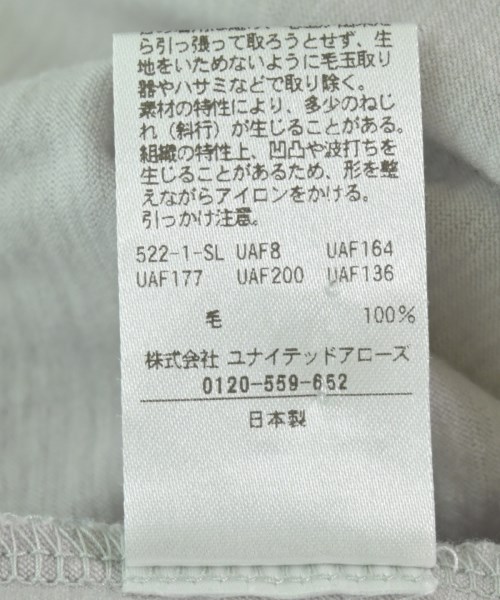 ら引っ張って取ろうとせず、生
地をいためないように毛玉取り
器やハサミなどで取り除く。
素材の特性により、多少のねじ
れ（斜行）が生じることがある。
組織の特性上、凹凸や波打ちを
生じることがあるため、形を整
えながらアイロンをかける。
引っかけ注意。
522-1-SL UAF8 UAF164
UAF177 UAF200 UAF136
毛 100%
株式会社 ユナイテッドアローズ
0120-559-652
日本製